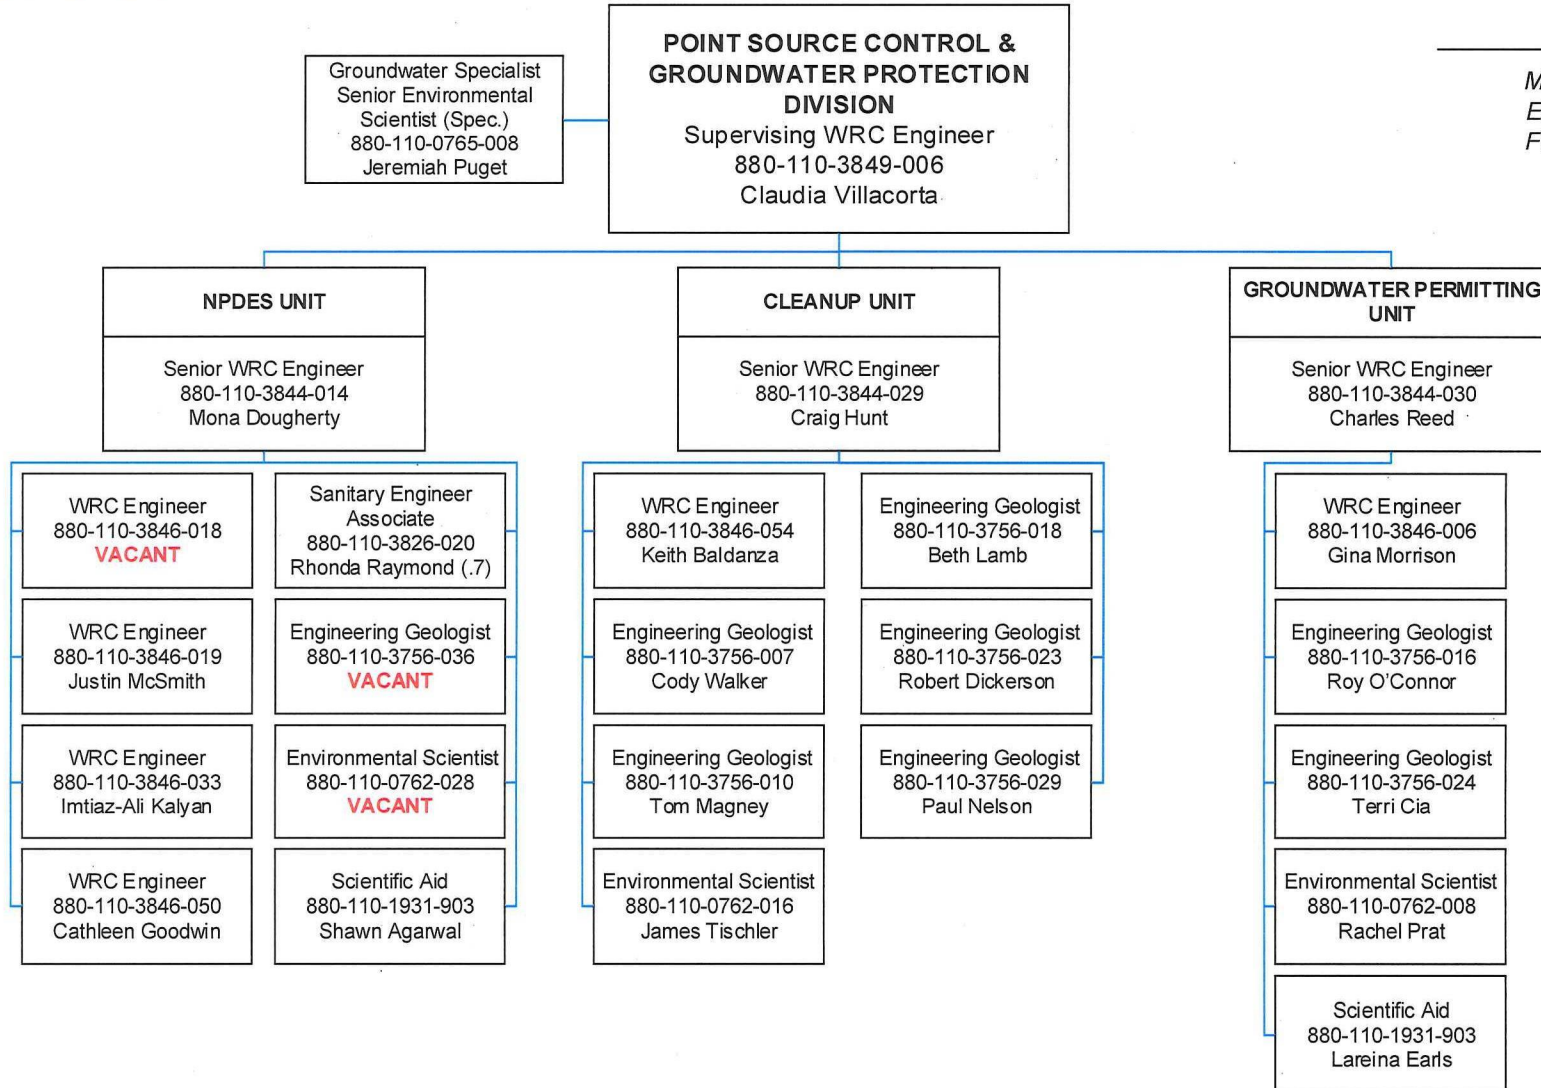 Groundwater Specialist
Senior Environmental
Scientist (Spec.)
880-110-0765-008
Jeremiah Puget
POINT SOURCE CONTROL &
GROUNDWATER PROTECTION
DIVISION
Supervising WRC Engineer
880-110-3849-006
Claudia Villacorta
M
E
F
NPDES UNIT
Senior WRC Engineer
880-110-3844-014
Mona Dougherty
WRC Engineer
880-110-3846-018
VACANT
WRC Engineer
880-110-3846-019
Justin McSmith
WRC Engineer
880-110-3846-033
Imtiaz-Ali Kalyan
WRC Engineer
880-110-3846-050
Cathleen Goodwin
Sanitary Engineer
Associate
880-110-3826-020
Rhonda Raymond (.7)
Engineering Geologist
880-110-3756-036
VACANT
Environmental Scientist
880-110-0762-028
VACANT
Scientific Aid
880-110-1931-903
Shawn Agarwal
CLEANUP UNIT
Senior WRC Engineer
880-110-3844-029
Craig Hunt
WRC Engineer
880-110-3846-054
Keith Baldanza
Engineering Geologist
880-110-3756-007
Cody Walker
Engineering Geologist
880-110-3756-010
Tom Magney
Environmental Scientist
880-110-0762-016
James Tischler
Engineering Geologist
880-110-3756-018
Beth Lamb
Engineering Geologist
880-110-3756-023
Robert Dickerson
Engineering Geologist
880-110-3756-029
Paul Nelson
GROUNDWATER PERMITTING
UNIT
Senior WRC Engineer
880-110-3844-030
Charles Reed
WRC Engineer
880-110-3846-006
Gina Morrison
Engineering Geologist
880-110-3756-016
Roy O'Connor
Engineering Geologist
880-110-3756-024
Terri Cia
Environmental Scientist
880-110-0762-008
Rachel Prat
Scientific Aid
880-110-1931-903
Lareina Earls